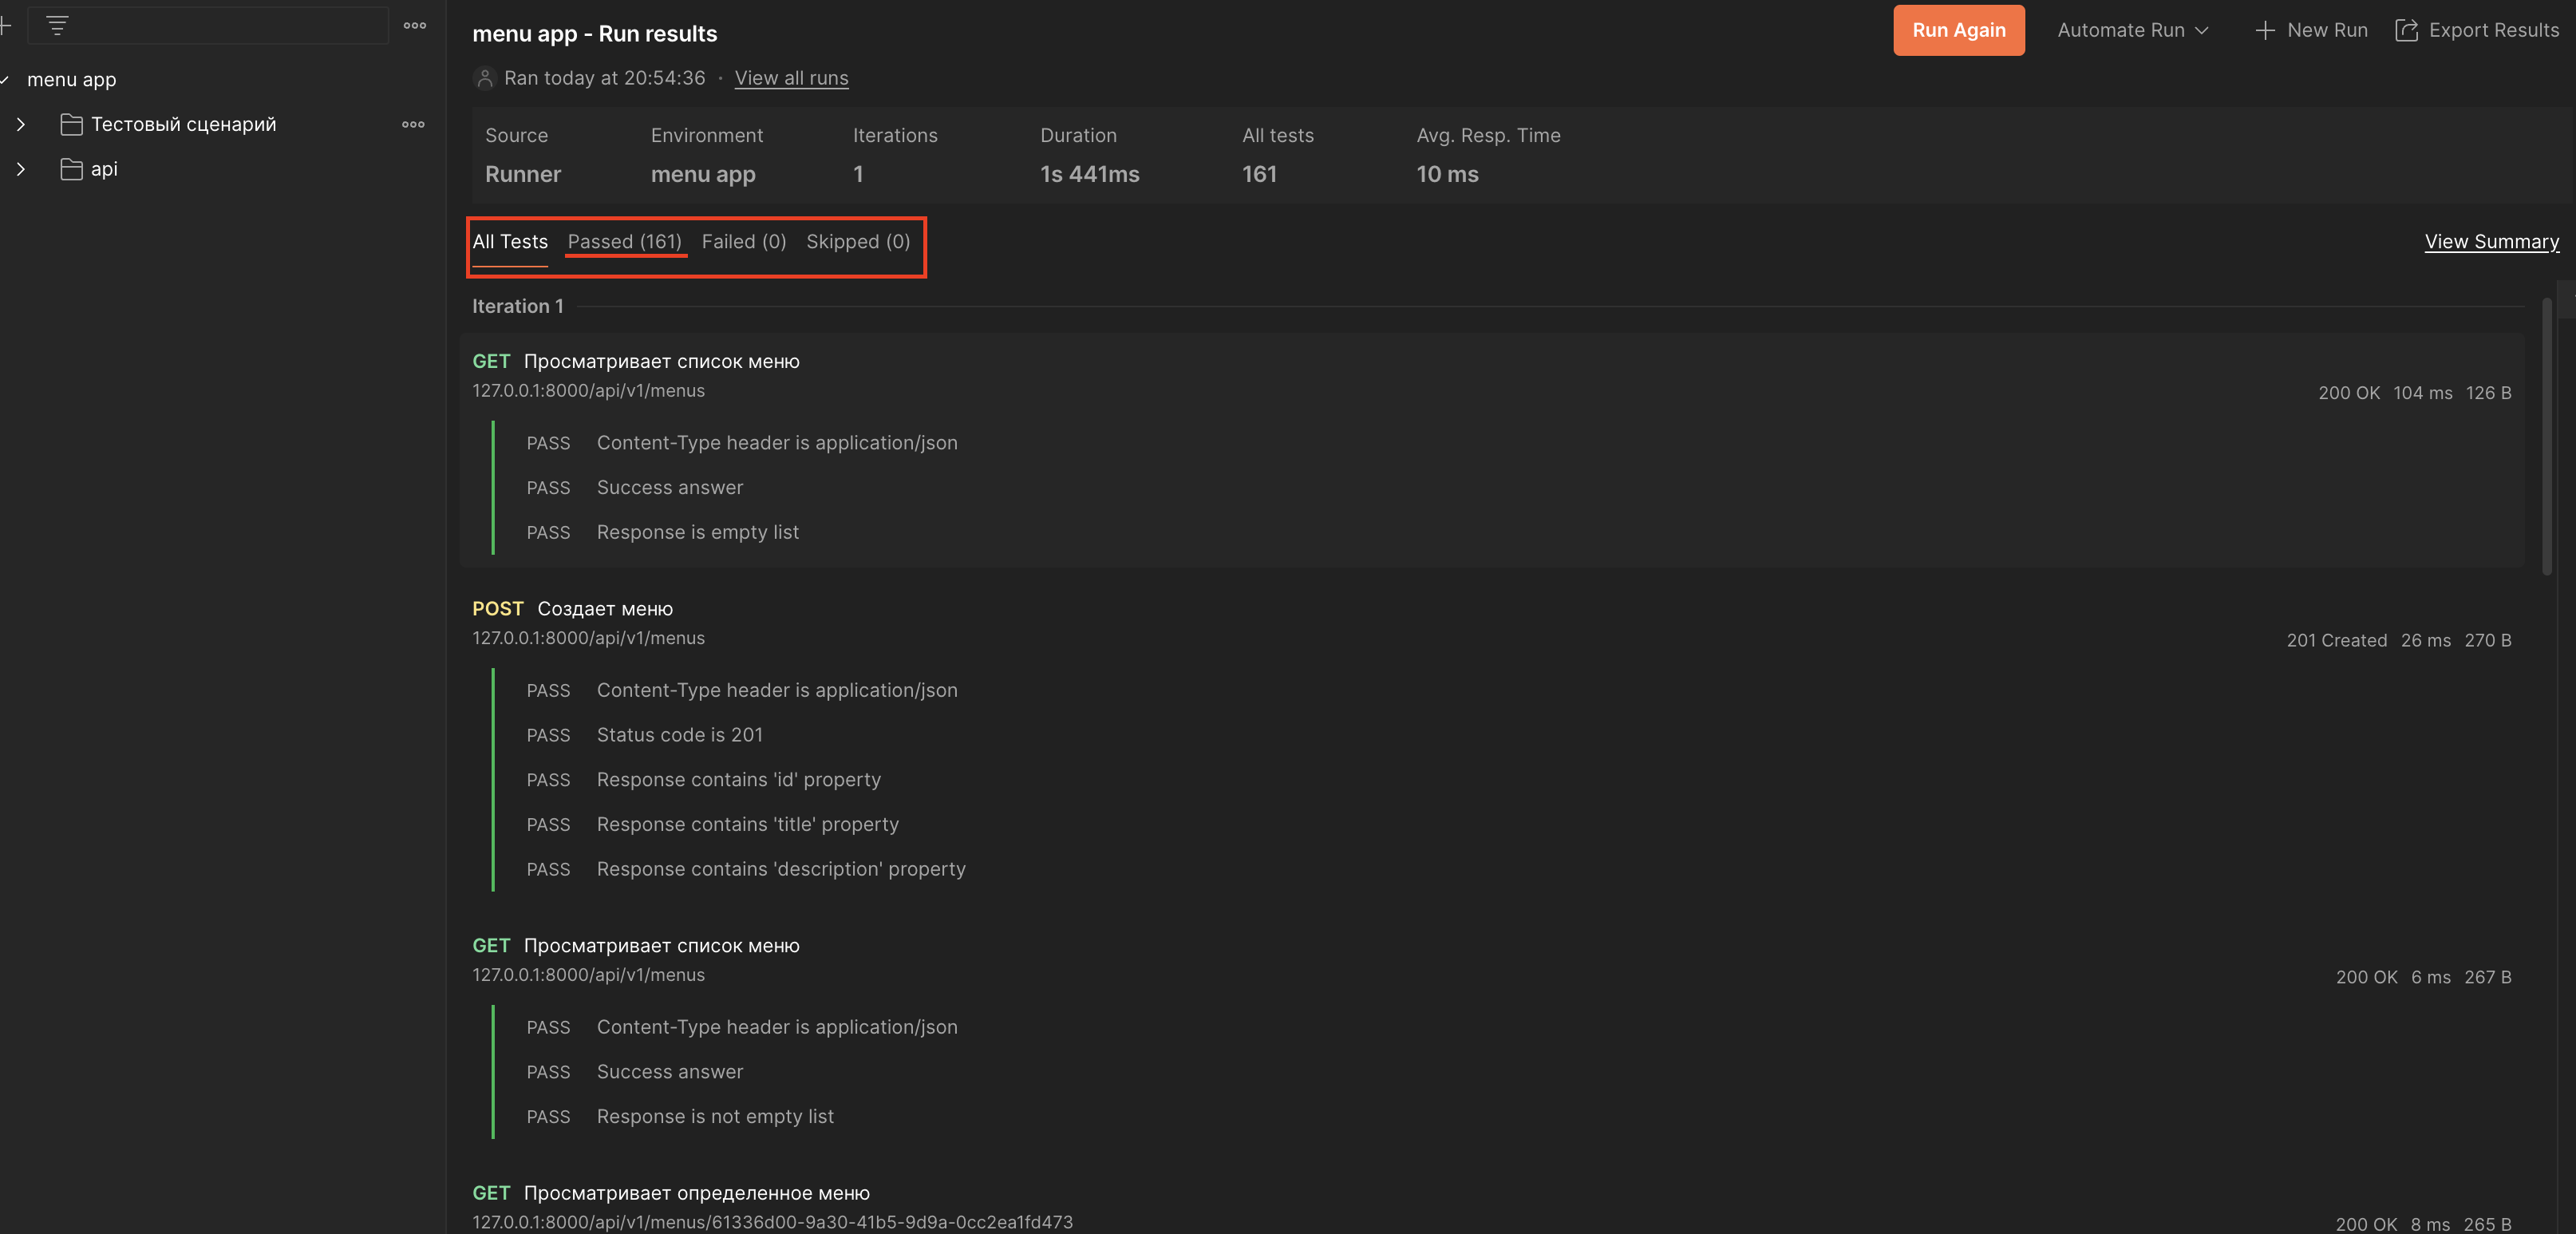 menu app
Тестовый сценарий
api
menu app - Run results
Run Again Automate Run New Run Export Results
Ran today at 20:54:36 · View all runs
Source Environment Iterations Duration All tests Avg. Resp. Time
Runner menu app 1 1s 441ms 161 10 ms
All Tests Passed (161) Failed (0) Skipped (0) View Summary
Iteration 1
GET Просматривает список меню
127.0.0.1:8000/api/v1/menus 200 OK 104 ms 126 B
PASS Content-Type header is application/json
PASS Success answer
PASS Response is empty list
POST Создает меню
127.0.0.1:8000/api/v1/menus 201 Created 26 ms 270 B
PASS Content-Type header is application/json
PASS Status code is 201
PASS Response contains 'id' property
PASS Response contains 'title' property
PASS Response contains 'description' property
GET Просматривает список меню
127.0.0.1:8000/api/v1/menus 200 OK 6 ms 267 B
PASS Content-Type header is application/json
PASS Success answer
PASS Response is not empty list
GET Просматривает определенное меню
127.0.0.1:8000/api/v1/menus/61336d00-9a30-41b5-9d9a-0cc2ea1fd473 200 OK 8 ms 265 B